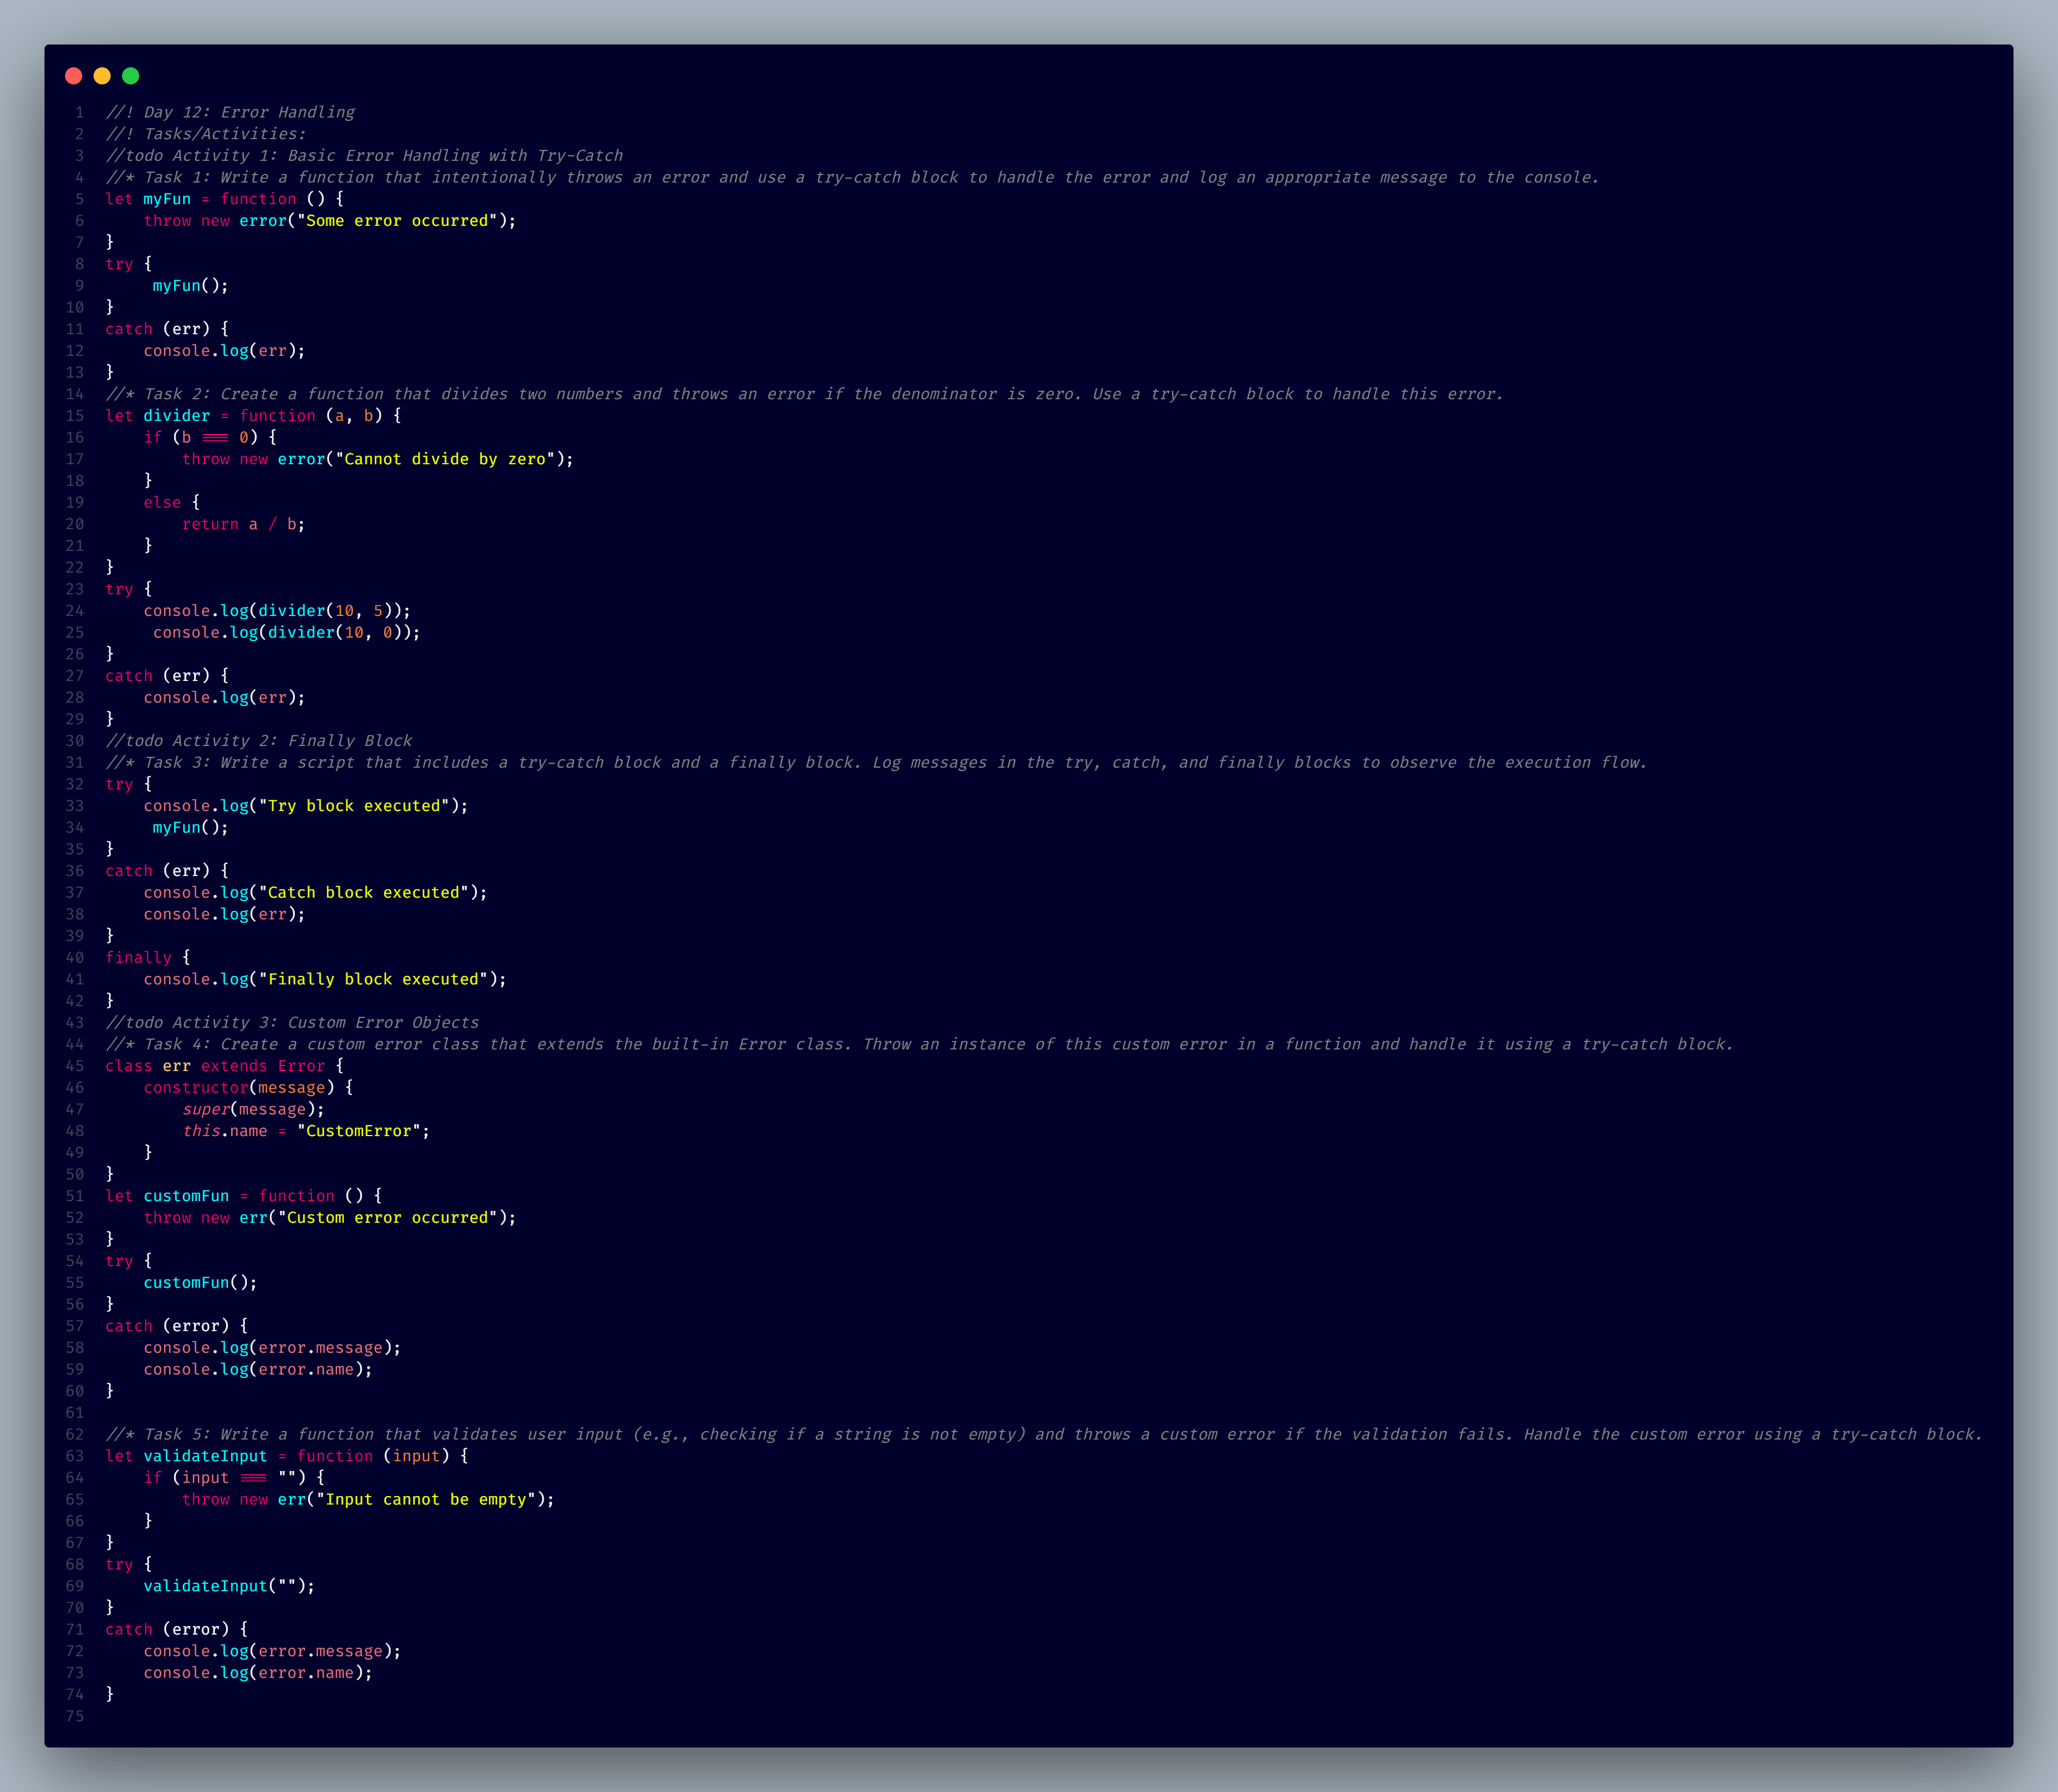 1 //! Day 12: Error Handling
2 //! Tasks/Activities:
3 //todo Activity 1: Basic Error Handling with Try-Catch
4 //* Task 1: Write a function that intentionally throws an error and use a try-catch block to handle the error and log an appropriate message to the console.
5 let myFun = function () {
6     throw new error("Some error occurred");
7 }
8 try {
9      myFun();
10 }
11 catch (err) {
12     console.log(err);
13 }
14 //* Task 2: Create a function that divides two numbers and throws an error if the denominator is zero. Use a try-catch block to handle this error.
15 let divider = function (a, b) {
16     if (b === 0) {
17         throw new error("Cannot divide by zero");
18     }
19     else {
20         return a / b;
21     }
22 }
23 try {
24     console.log(divider(10, 5));
25      console.log(divider(10, 0));
26 }
27 catch (err) {
28     console.log(err);
29 }
30 //todo Activity 2: Finally Block
31 //* Task 3: Write a script that includes a try-catch block and a finally block. Log messages in the try, catch, and finally blocks to observe the execution flow.
32 try {
33     console.log("Try block executed");
34      myFun();
35 }
36 catch (err) {
37     console.log("Catch block executed");
38     console.log(err);
39 }
40 finally {
41     console.log("Finally block executed");
42 }
43 //todo Activity 3: Custom Error Objects
44 //* Task 4: Create a custom error class that extends the built-in Error class. Throw an instance of this custom error in a function and handle it using a try-catch block.
45 class err extends Error {
46     constructor(message) {
47         super(message);
48         this.name = "CustomError";
49     }
50 }
51 let customFun = function () {
52     throw new err("Custom error occurred");
53 }
54 try {
55     customFun();
56 }
57 catch (error) {
58     console.log(error.message);
59     console.log(error.name);
60 }
61
62 //* Task 5: Write a function that validates user input (e.g., checking if a string is not empty) and throws a custom error if the validation fails. Handle the custom error using a try-catch block.
63 let validateInput = function (input) {
64     if (input === "") {
65         throw new err("Input cannot be empty");
66     }
67 }
68 try {
69     validateInput("");
70 }
71 catch (error) {
72     console.log(error.message);
73     console.log(error.name);
74 }
75